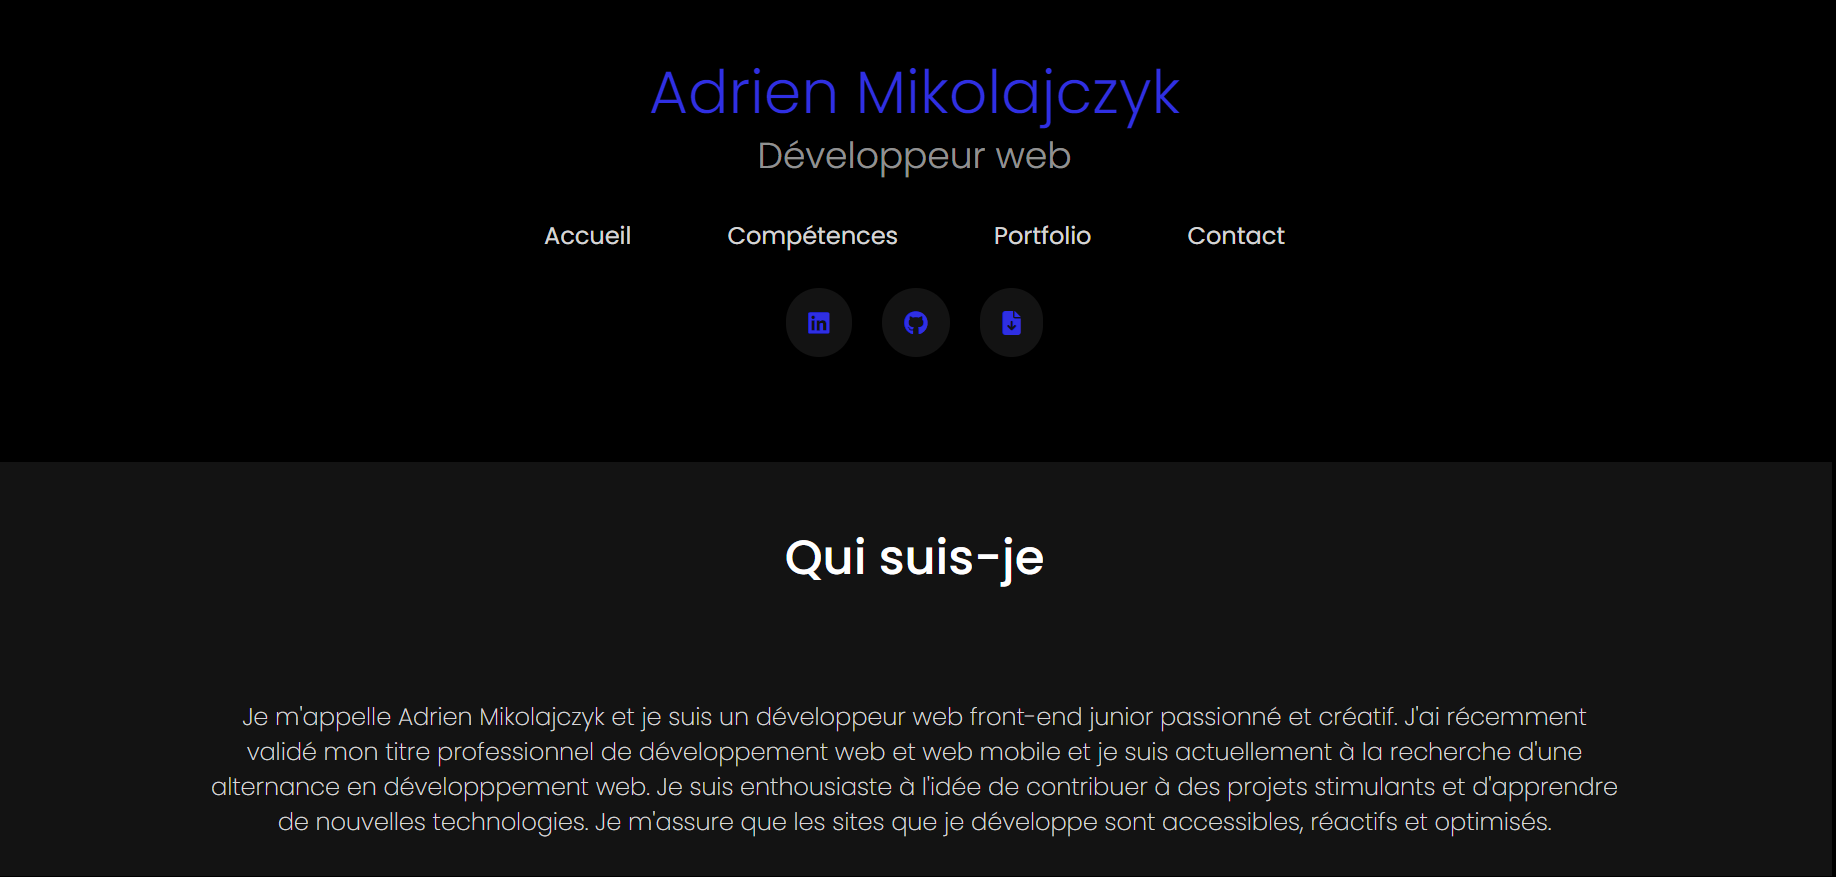 Adrien Mikolajczyk
Développeur web
Accueil Compétences Portfolio Contact
in
Qui suis-je
Je m'appelle Adrien Mikolajczyk et je suis un développeur web front-end junior passionné et créatif. J'ai récemment
validé mon titre professionnel de développement web et web mobile et je suis actuellement à la recherche d'une
alternance en développpement web. Je suis enthousiaste à l'idée de contribuer à des projets stimulants et d'apprendre
de nouvelles technologies. Je m'assure que les sites que je développe sont accessibles, réactifs et optimisés.